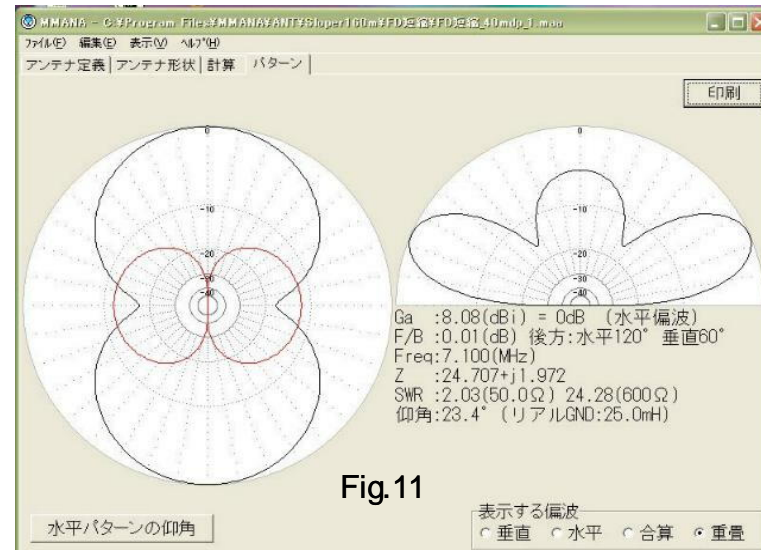 MMANA - C:¥Program Files¥MMANA¥ANT¥Sloper160m¥FD短縮¥FD短縮_40mdp_1.maa
ファイル(F) 編集(E) 表示(V) ヘルプ(H)
アンテナ定義 アンテナ形状 計算 パターン
印刷
0
-10
-20
-30
-40
0
-10
-20
-30
-40
Ga :8.08(dBi) = 0dB (水平偏波)
F/B :0.01(dB) 後方:水平120° 垂直60°
Freq:7.100(MHz)
Z :24.707+j1.972
SWR :2.03(50.0Ω) 24.28(600Ω)
仰角:23.4° (リアルGND:25.0mH)
Fig.11
水平パターンの仰角
表示する偏波
垂直 水平 合算 重畳